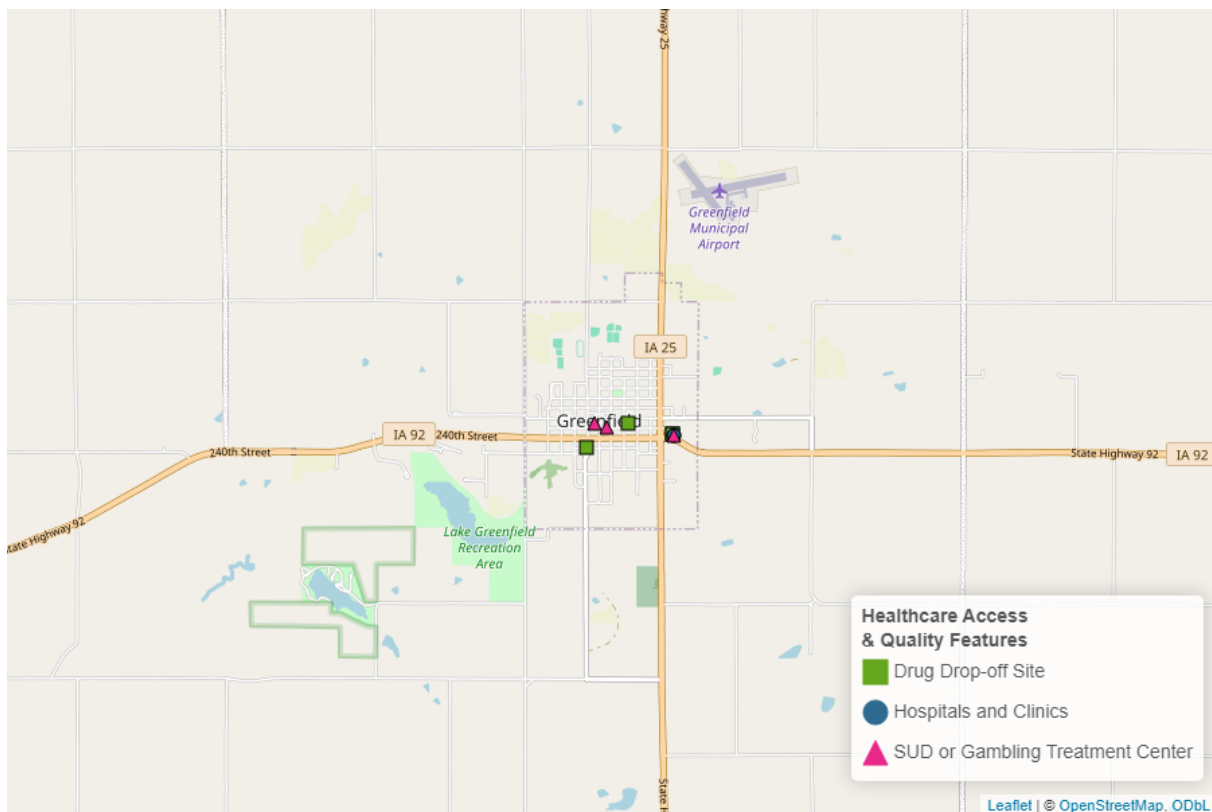 ighway 25
Greenfield
Municipal
Airport
IA 25
Greenfield
IA 92
240th Street
240th Street
State Highway 92
IA 92
State Highway 92
Lake Greenfield
Recreation
Area
State H
Healthcare Access
& Quality Features
Drug Drop-off Site
Hospitals and Clinics
SUD or Gambling Treatment Center
Leaflet | © OpenStreetMap, ODbL